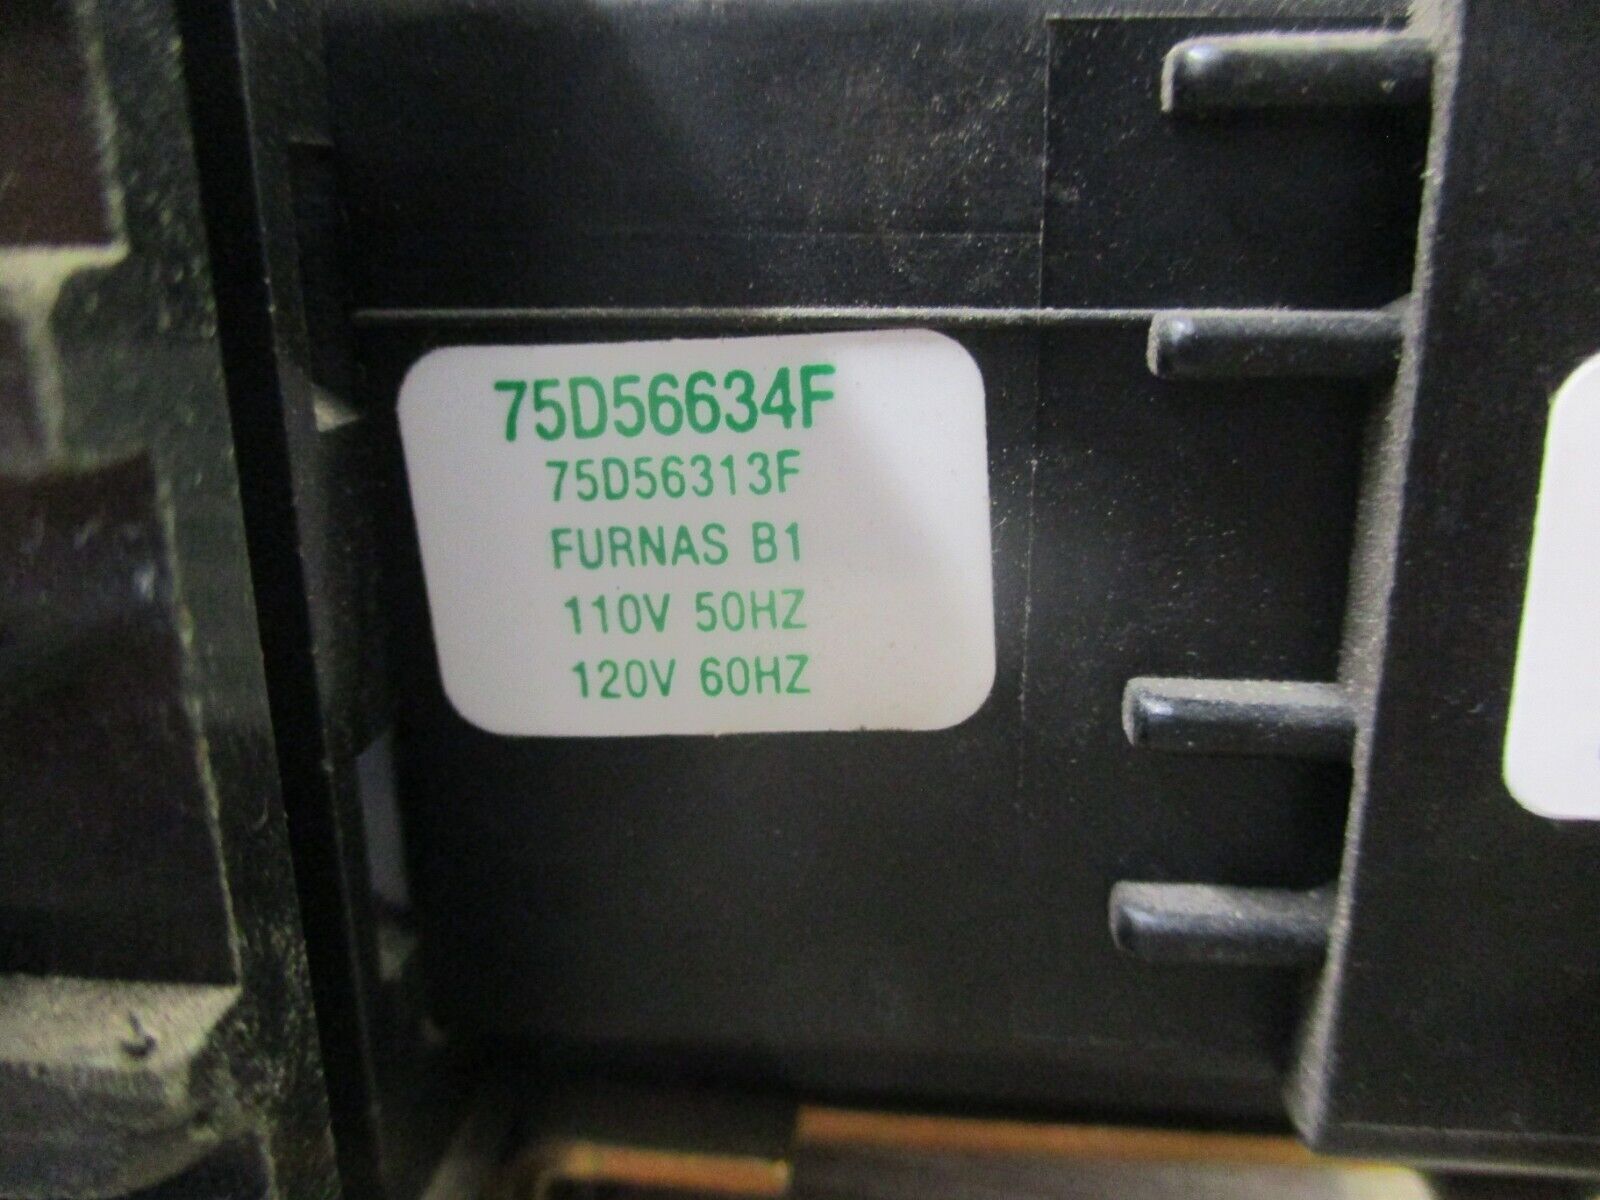 75D56634F
75D56313F
FURNAS B1
110V 50HZ
120V 60HZ